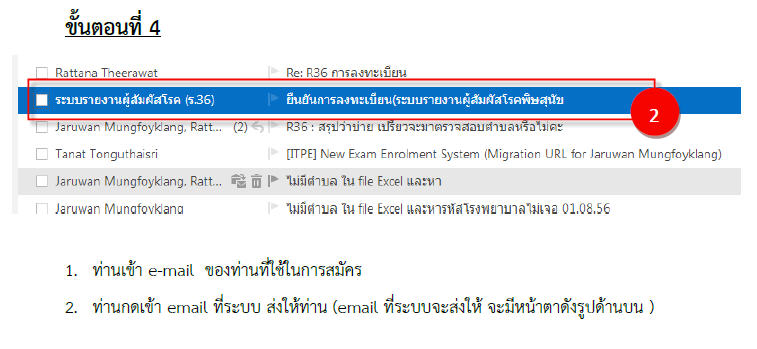 ขั้นตอนที่ 4
Rattana Theerawat Re: R36 การลงทะเบียน
ระบบรายงานผู้สัมผัสโรค (ร.36) ยืนยันการลงทะเบียน(ระบบรายงานผู้สัมผัสโรคพิษสุนัข
2
Jaruwan Mungfoyklang, Ratt... (2) R36 : สรุปว่าบ่าย เปรี้ยวจะมาตรวจสอบตำบลหรือไม่คะ
Tanat Tonguthaisri [ITPE] New Exam Enrolment System (Migration URL for Jaruwan Mungfoyklang)
Jaruwan Mungfoyklang, Ratt... ไม่มีตำบล ใน file Excel และหา
Jaruwan Mungfoyklang ไม่มีตำบล ใน file Excel และหารหัสโรงพยาบาลไม่เจอ 01.08.56
1. ท่านเข้า e-mail ของท่านที่ใช้ในการสมัคร
2. ท่านกดเข้า email ที่ระบบ ส่งให้ท่าน (email ที่ระบบจะส่งให้ จะมีหน้าตาดังรูปด้านบน )